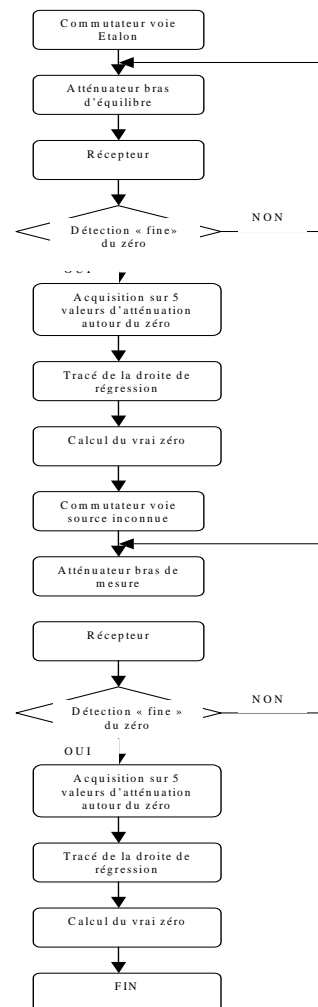 Commutateur voie
Etalon
Atténuateur bras
d'équilibre
Récepteur
Détection « fine»
du zéro
NON
Acquisition sur 5
valeurs d'atténuation
autour du zéro
Tracé de la droite de
régression
Calcul du vrai zéro
Commutateur voie
source inconnue
Atténuateur bras de
mesure
Récepteur
Détection « fine »
du zéro
NON
OUI
Acquisition sur 5
valeurs d'atténuation
autour du zéro
Tracé de la droite de
régression
Calcul du vrai zéro
FIN